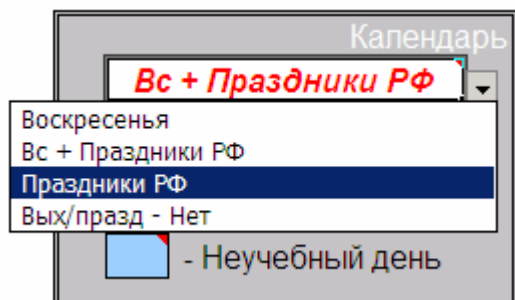 Календарь
Вс + Праздники РФ
Воскресенья
Вс + Праздники РФ
Праздники РФ
Вых/празд - Нет
- Неучебный день